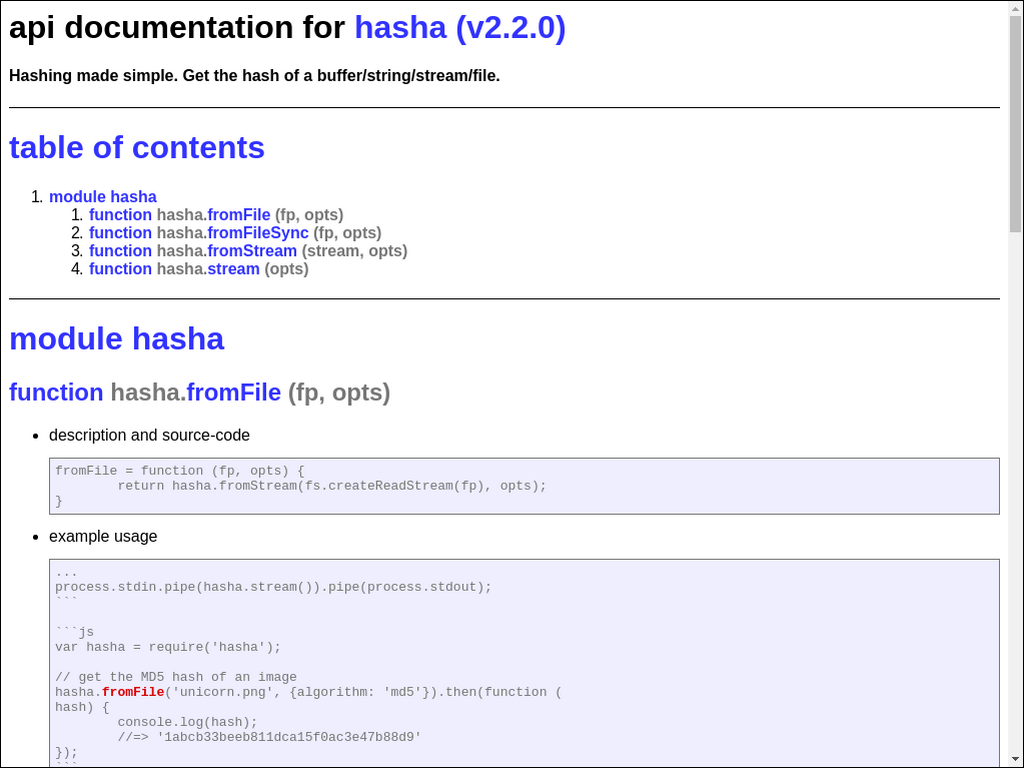 api documentation for hasha (v2.2.0)
Hashing made simple. Get the hash of a buffer/string/stream/file.
table of contents
1. module hasha
1. function hasha.fromFile (fp, opts)
2. function hasha.fromFileSync (fp, opts)
3. function hasha.fromStream (stream, opts)
4. function hasha.stream (opts)
module hasha
function hasha.fromFile (fp, opts)
• description and source-code
fromFile = function (fp, opts) {
        return hasha.fromStream(fs.createReadStream(fp), opts);
}
• example usage
...
process.stdin.pipe(hasha.stream()).pipe(process.stdout);
```
```js
var hasha = require('hasha');
// get the MD5 hash of an image
hasha.fromFile('unicorn.png', {algorithm: 'md5'}).then(function (
hash) {
        console.log(hash);
        //=> '1abcb33beeb811dca15f0ac3e47b88d9'
});
```